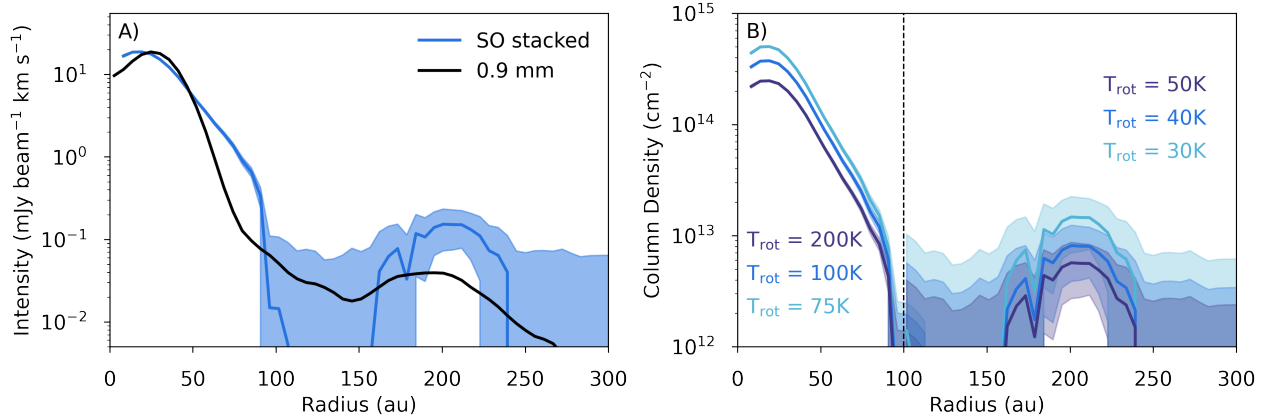 A)
SO stacked
0.9 mm
10¹
10⁰
10⁻¹
10⁻²
Intensity (mJy beam⁻¹ km s⁻¹)
0 50 100 150 200 250 300
Radius (au)
B)
10¹⁵
10¹⁴
10¹³
10¹²
Column Density (cm⁻²)
T_rot = 50K
T_rot = 40K
T_rot = 30K
T_rot = 200K
T_rot = 100K
T_rot = 75K
0 50 100 150 200 250 300
Radius (au)